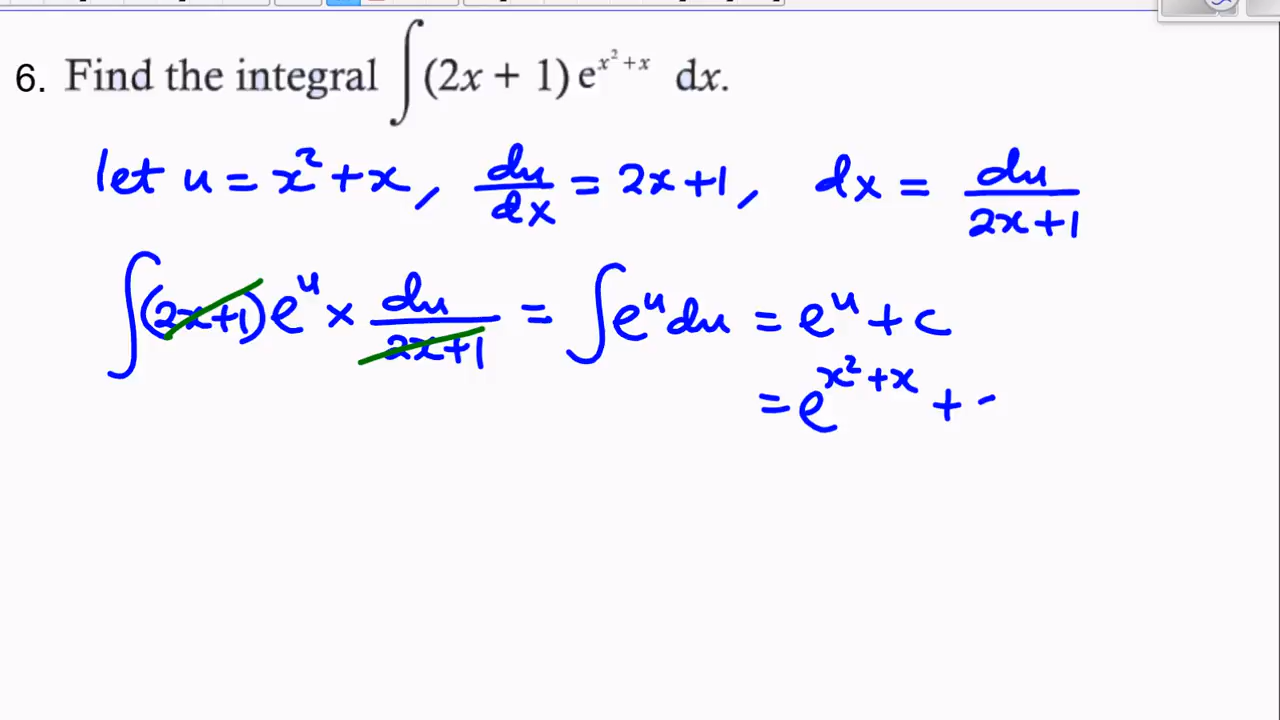 6. Find the integral ∫(2x + 1) e^(x²+x) dx.
let u = x² + x, du/dx = 2x+1, dx = du/(2x+1)
∫(2x+1)e^u × du/(2x+1) = ∫e^u du = e^u + c
= e^(x²+x) +